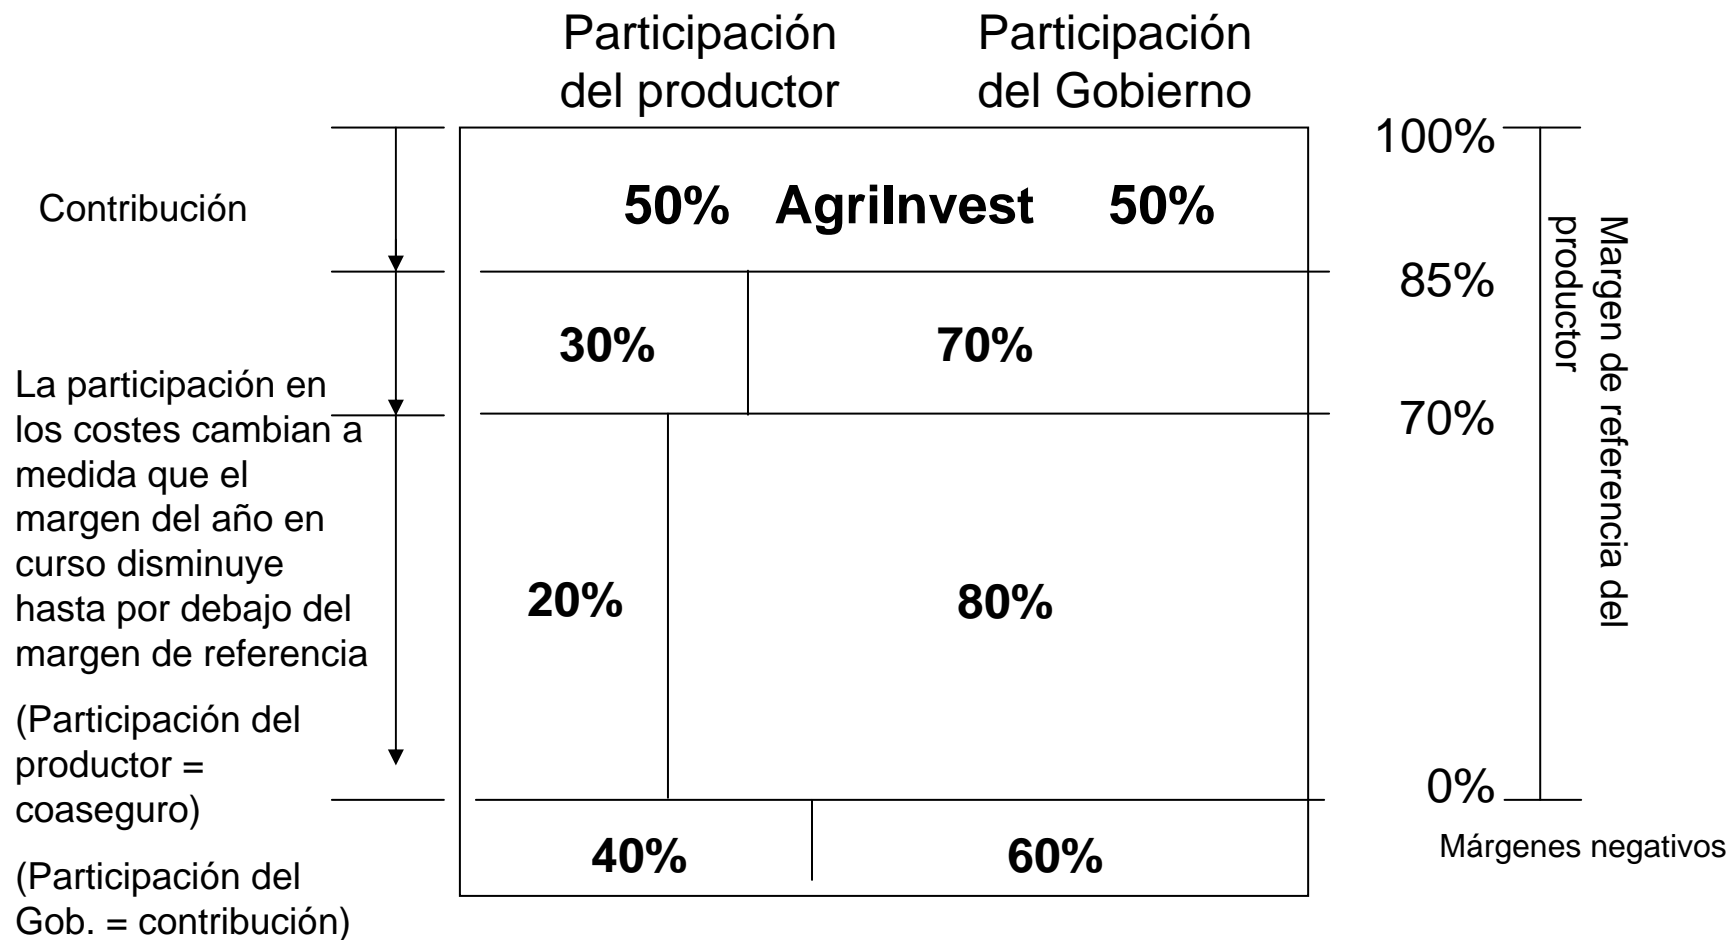 Participación
del productor
Participación
del Gobierno
Contribución
50% AgriInvest 50%
100%
85%
30%
70%
70%
La participación en
los costes cambian a
medida que el
margen del año en
curso disminuye
hasta por debajo del
margen de referencia
(Participación del
productor =
coaseguro)
(Participación del
Gob. = contribución)
20%
80%
0%
40%
60%
Márgenes negativos
Margen de referencia del
productor